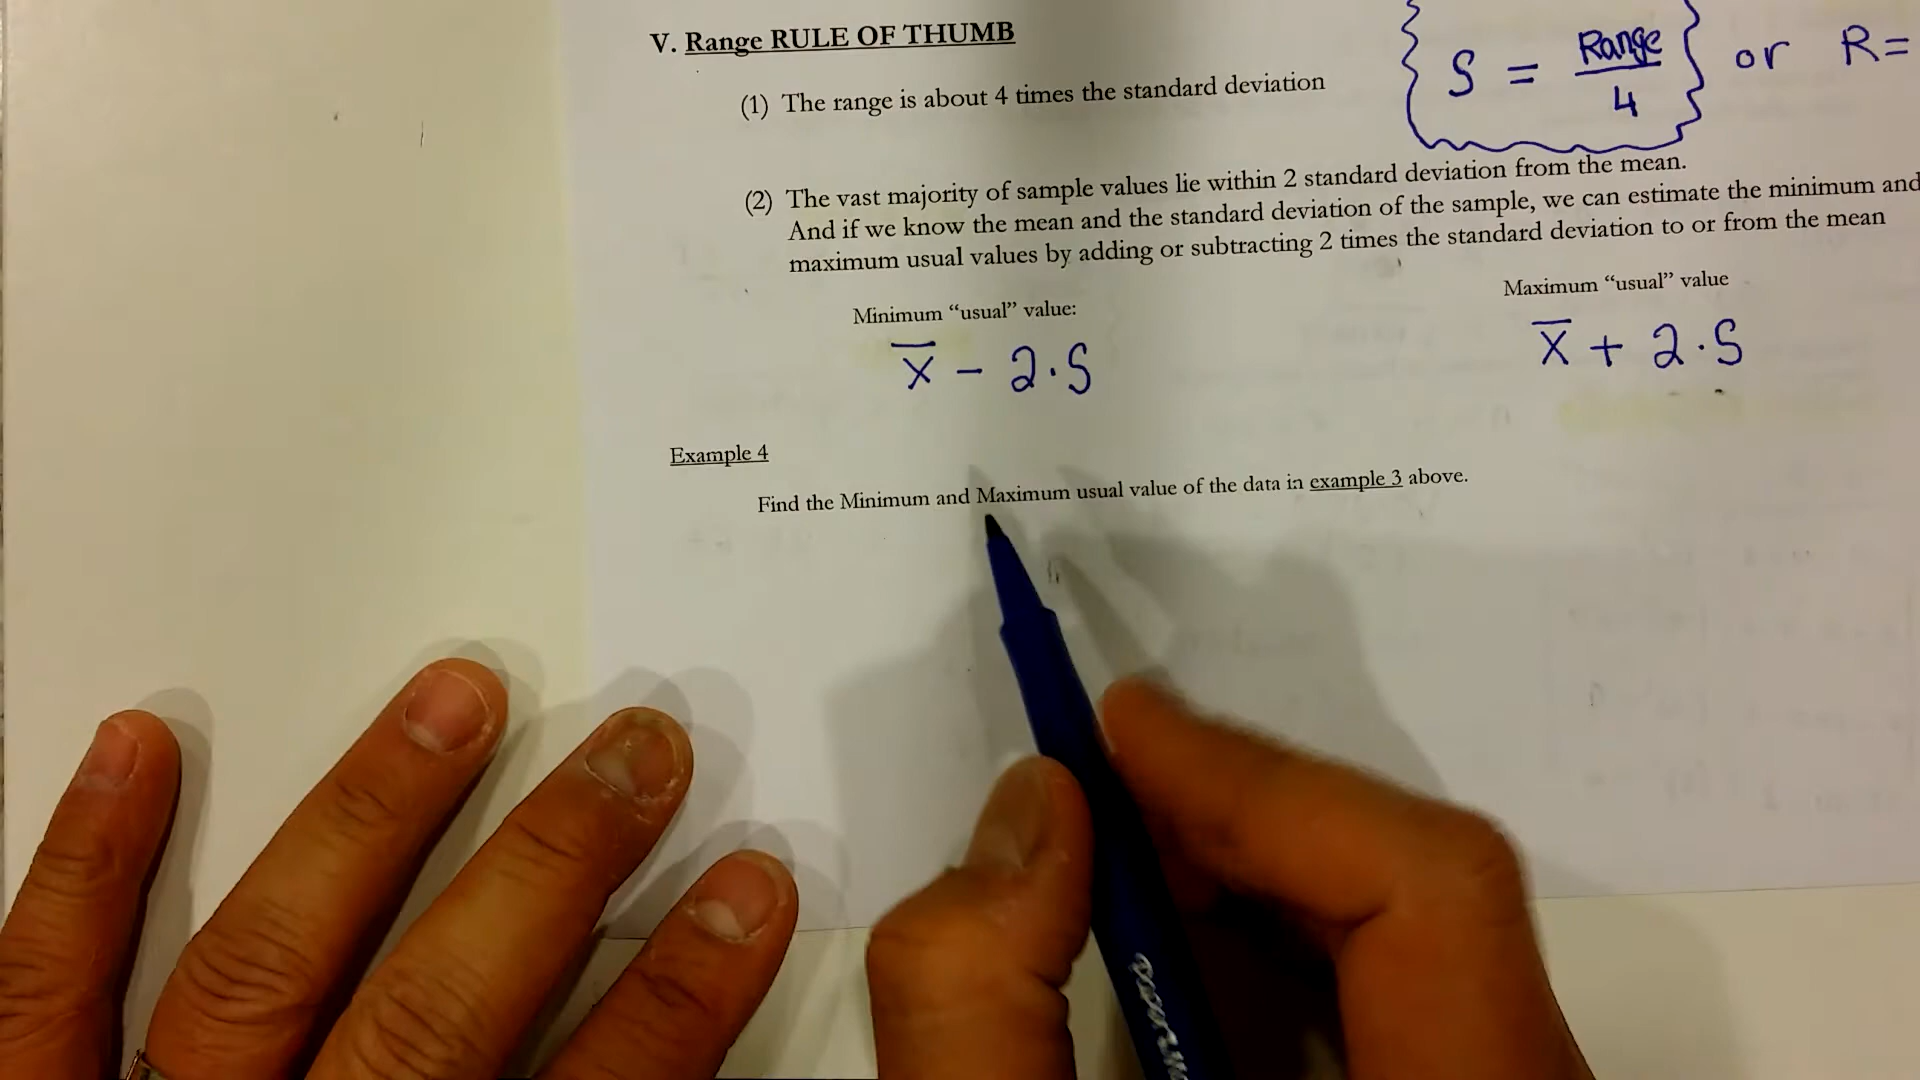 V. Range RULE OF THUMB
(1) The range is about 4 times the standard deviation
S = Range / 4 or R =
(2) The vast majority of sample values lie within 2 standard deviation from the mean.
And if we know the mean and the standard deviation of the sample, we can estimate the minimum and
maximum usual values by adding or subtracting 2 times the standard deviation to or from the mean
Minimum “usual” value:
x̅ - 2·S
Maximum “usual” value
x̅ + 2·S
Example 4
Find the Minimum and Maximum usual value of the data in example 3 above.